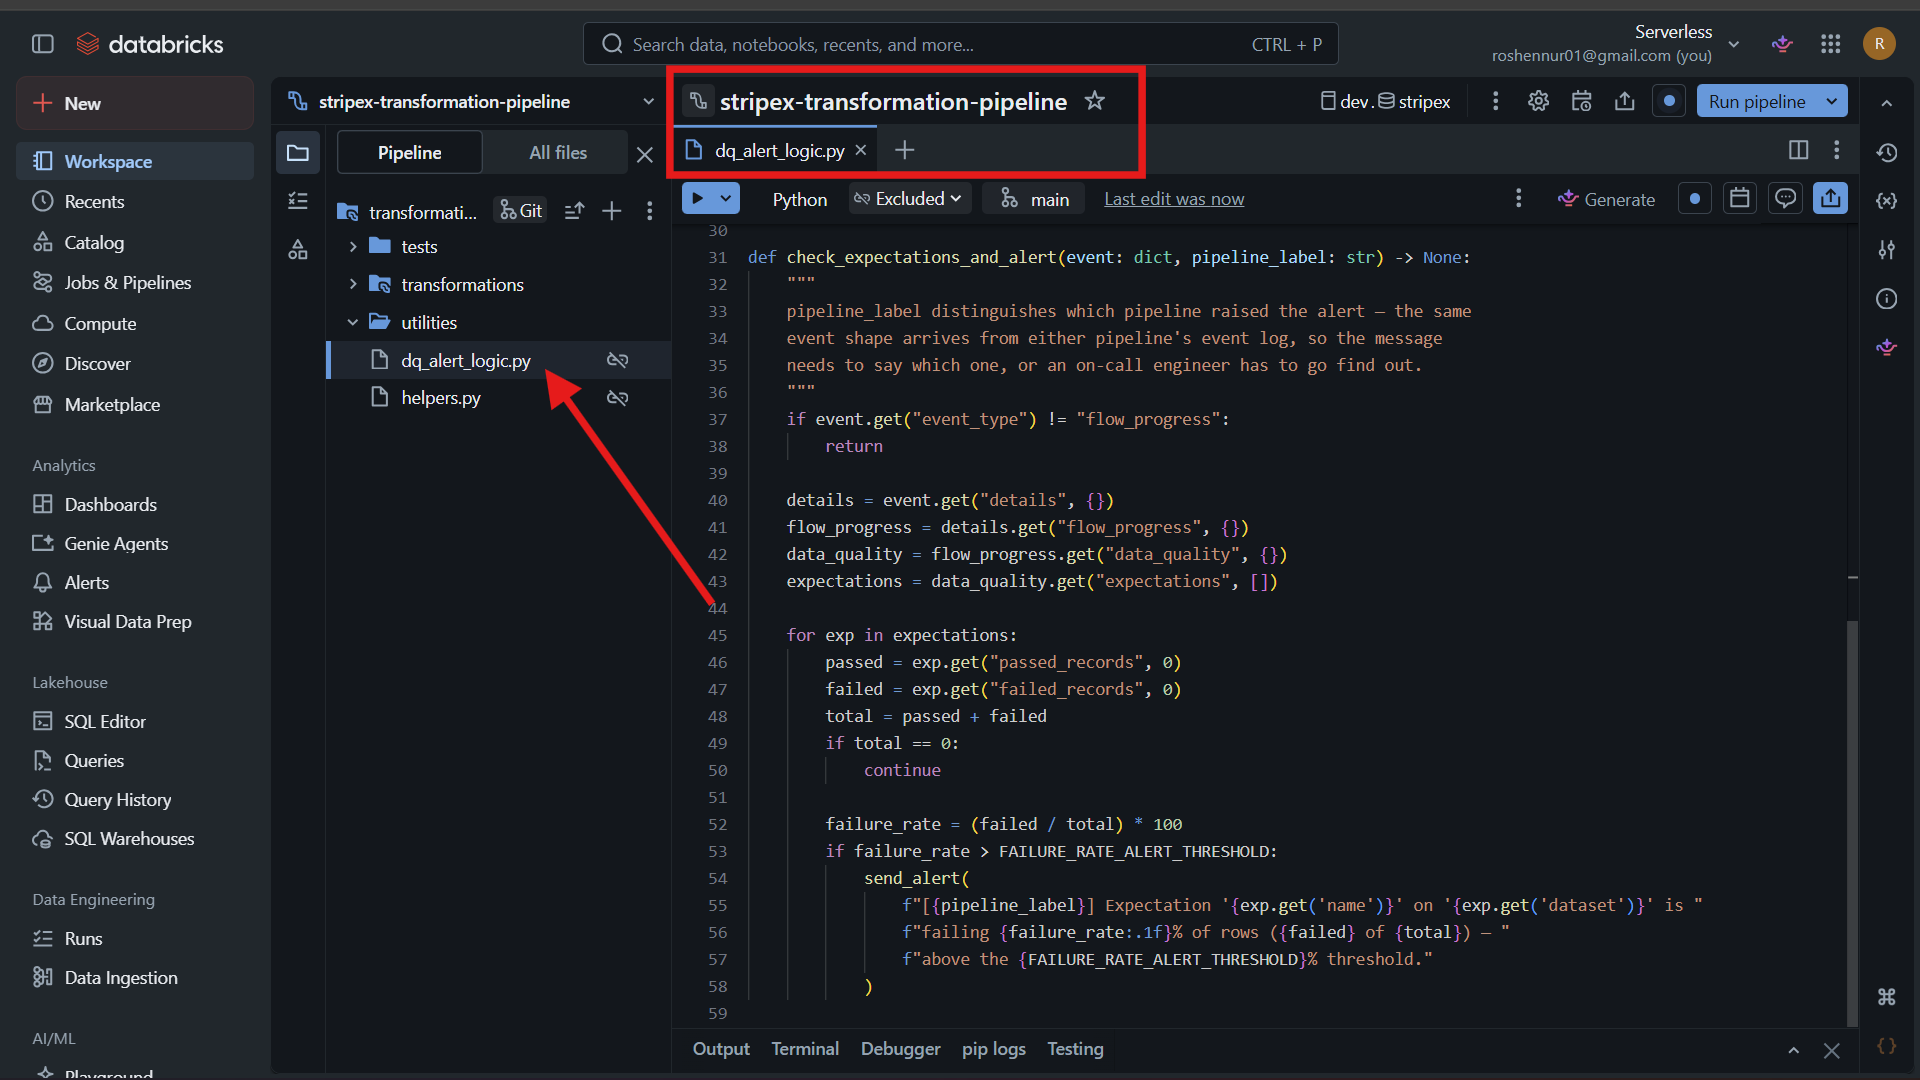 databricks
Search data, notebooks, recents, and more...
CTRL + P
Serverless
roshennur01@gmail.com (you)
R
New
Workspace
Recents
Catalog
Jobs & Pipelines
Compute
Discover
Marketplace
Analytics
Dashboards
Genie Agents
Alerts
Visual Data Prep
Lakehouse
SQL Editor
Queries
Query History
SQL Warehouses
Data Engineering
Runs
Data Ingestion
AI/ML
Playground
stripex-transformation-pipeline
Pipeline
All files
transformati...
Git
tests
transformations
utilities
dq_alert_logic.py
helpers.py
stripex-transformation-pipeline
dev.stripex
Run pipeline
dq_alert_logic.py
Python
Excluded
main
Last edit was now
Generate
30
31 def check_expectations_and_alert(event: dict, pipeline_label: str) -> None:
32 """
33 pipeline_label distinguishes which pipeline raised the alert — the same
34 event shape arrives from either pipeline's event log, so the message
35 needs to say which one, or an on-call engineer has to go find out.
36 """
37 if event.get("event_type") != "flow_progress":
38 return
39
40 details = event.get("details", {})
41 flow_progress = details.get("flow_progress", {})
42 data_quality = flow_progress.get("data_quality", {})
43 expectations = data_quality.get("expectations", [])
44
45 for exp in expectations:
46 passed = exp.get("passed_records", 0)
47 failed = exp.get("failed_records", 0)
48 total = passed + failed
49 if total == 0:
50 continue
51
52 failure_rate = (failed / total) * 100
53 if failure_rate > FAILURE_RATE_ALERT_THRESHOLD:
54 send_alert(
55 f"[{pipeline_label}] Expectation '{exp.get('name')}' on '{exp.get('dataset')}' is "
56 f"failing {failure_rate:.1f}% of rows ({failed} of {total}) — "
57 f"above the {FAILURE_RATE_ALERT_THRESHOLD}% threshold."
58 )
59
Output
Terminal
Debugger
pip logs
Testing